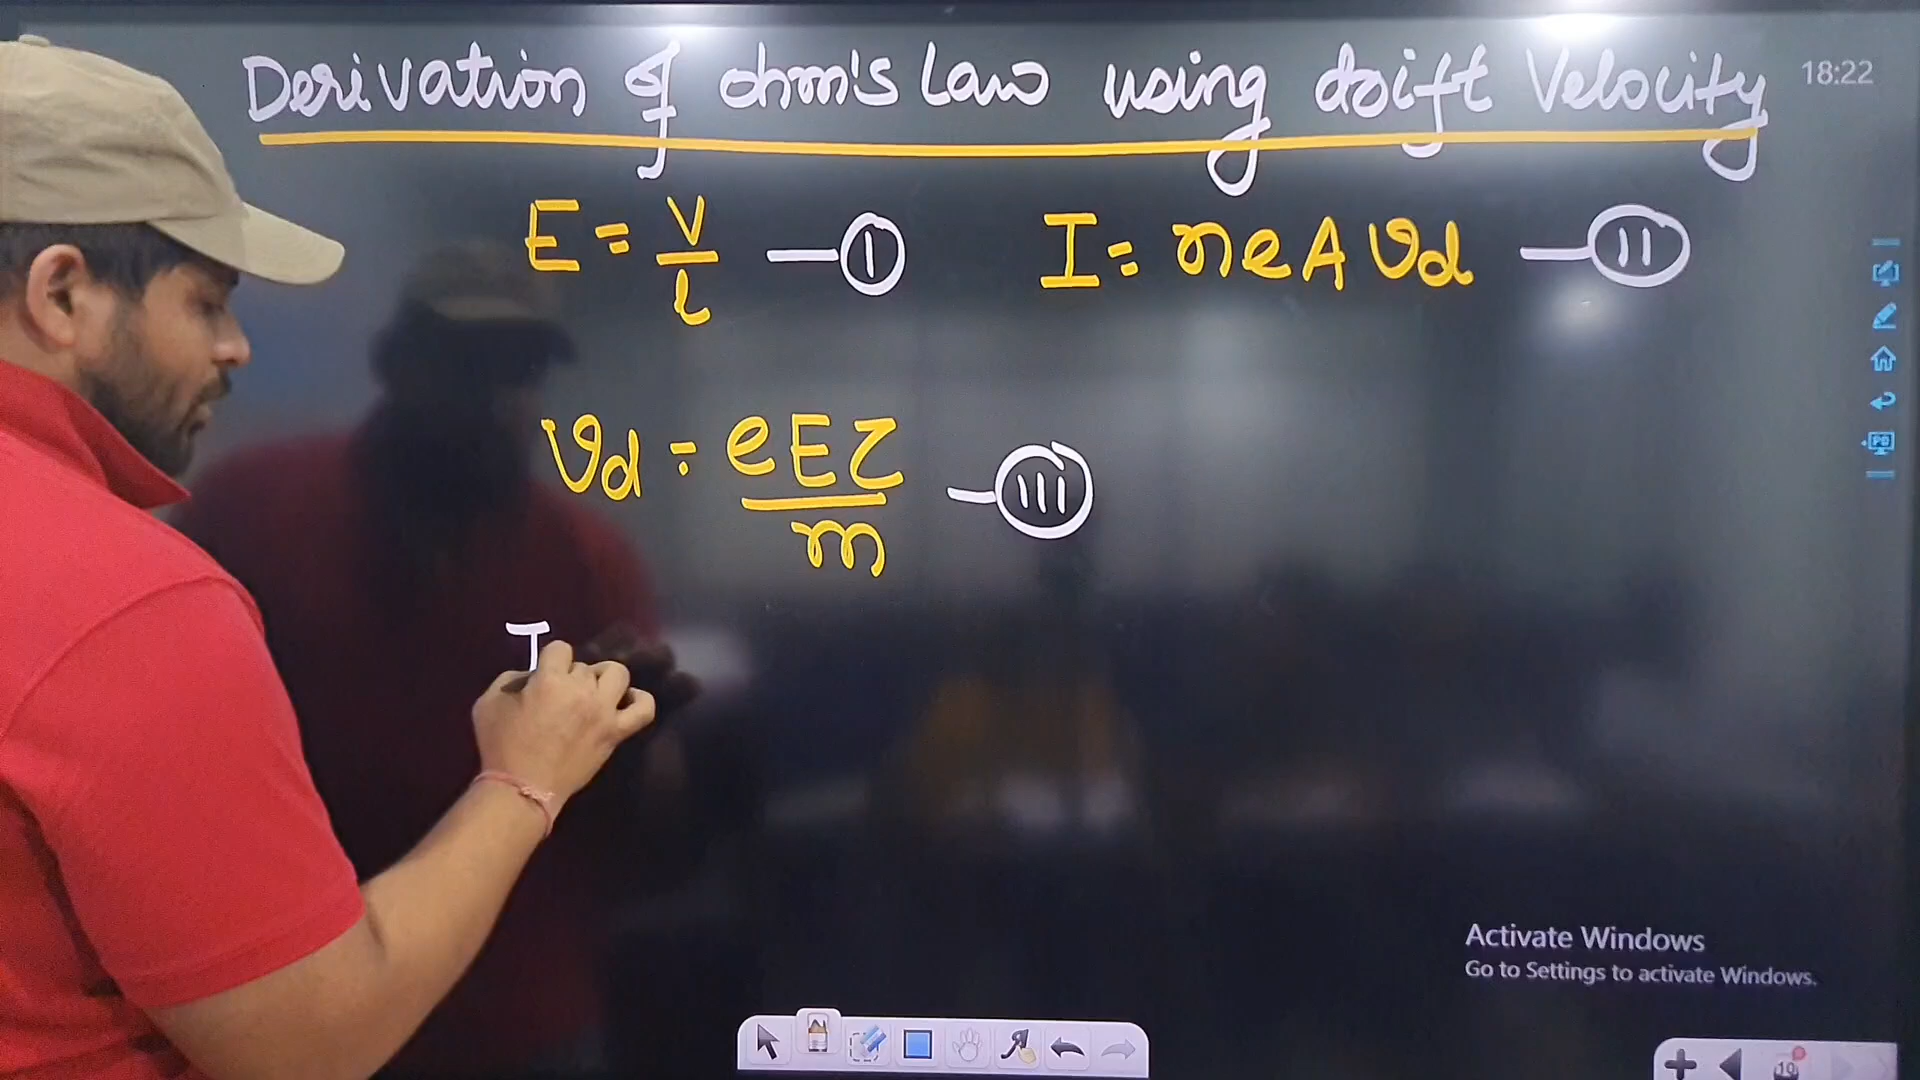 Derivation of ohm's Law using drift Velocity
18:22
E = V/l — I
I = neAVd — II
Vd = eEτ/m — III
I
Activate Windows
Go to Settings to activate Windows.
10